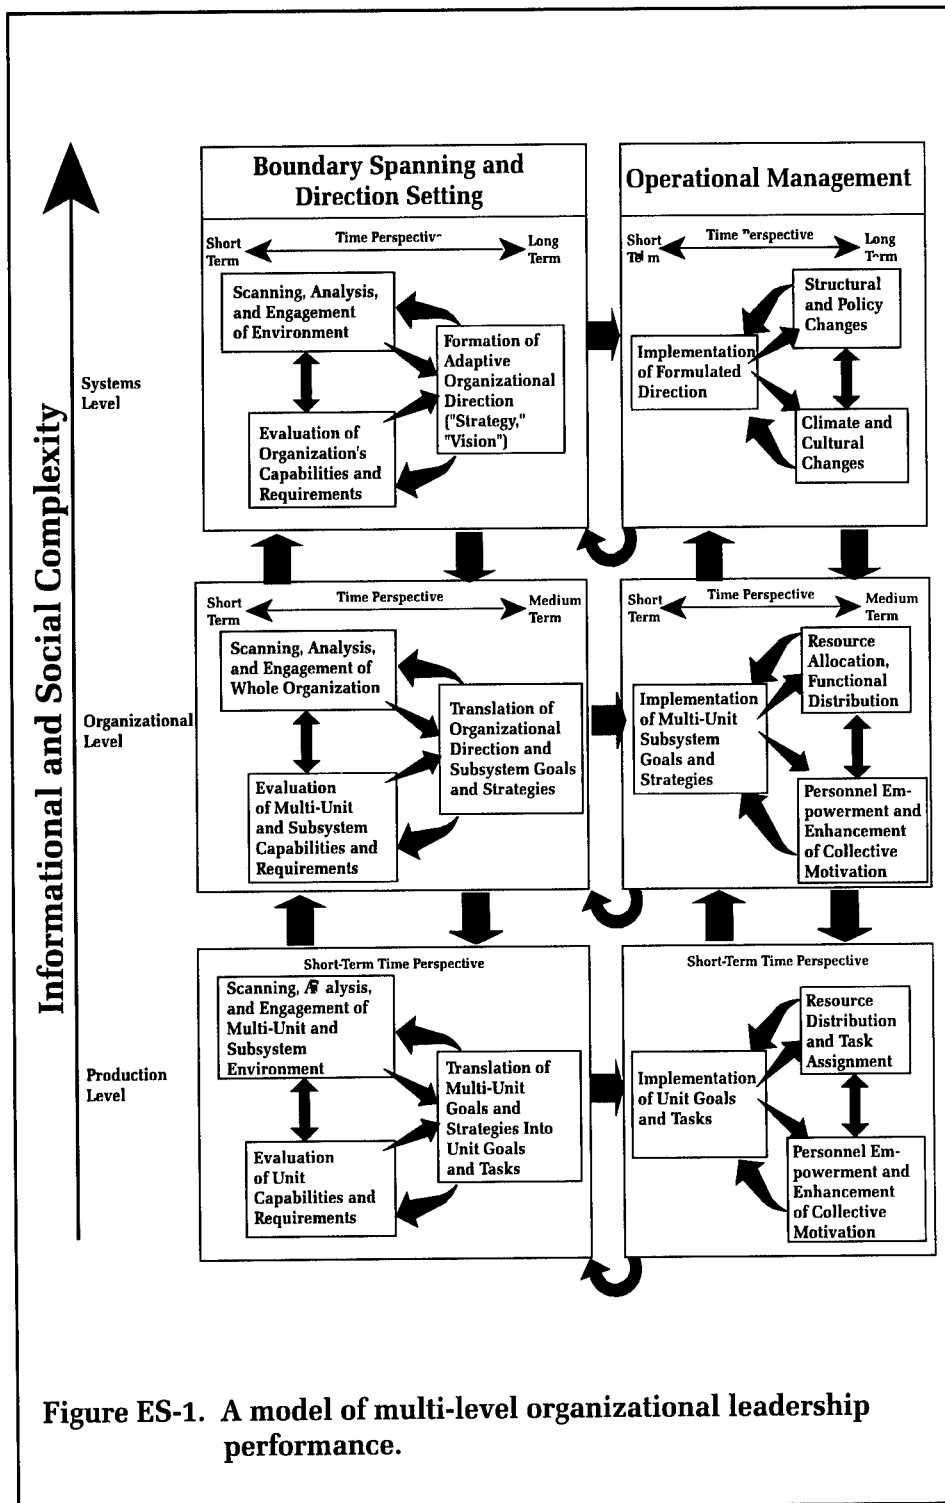 Informational and Social Complexity
Boundary Spanning and
Direction Setting
Operational Management
Systems
Level
Short
Term
Time Perspective
Long
Term
Scanning, Analysis,
and Engagement
of Environment
Formation of
Adaptive
Organizational
Direction
("Strategy,"
"Vision")
Evaluation of
Organization's
Capabilities and
Requirements
Short
Term
Time Perspective
Long
Term
Structural
and Policy
Changes
Implementation
of Formulated
Direction
Climate and
Cultural
Changes
Organizational
Level
Short
Term
Time Perspective
Medium
Term
Scanning, Analysis,
and Engagement of
Whole Organization
Translation of
Organizational
Direction and
Subsystem Goals
and Strategies
Evaluation
of Multi-Unit
and Subsystem
Capabilities and
Requirements
Short
Term
Time Perspective
Medium
Term
Resource
Allocation,
Functional
Distribution
Implementation
of Multi-Unit
Subsystem
Goals and
Strategies
Personnel Em-
powerment and
Enhancement
of Collective
Motivation
Production
Level
Short-Term Time Perspective
Scanning, Analysis,
and Engagement of
Multi-Unit and
Subsystem
Environment
Translation of
Multi-Unit
Goals and
Strategies Into
Unit Goals
and Tasks
Evaluation
of Unit
Capabilities and
Requirements
Short-Term Time Perspective
Resource
Distribution
and Task
Assignment
Implementation
of Unit Goals
and Tasks
Personnel Em-
powerment and
Enhancement
of Collective
Motivation
Figure ES-1. A model of multi-level organizational leadership
performance.